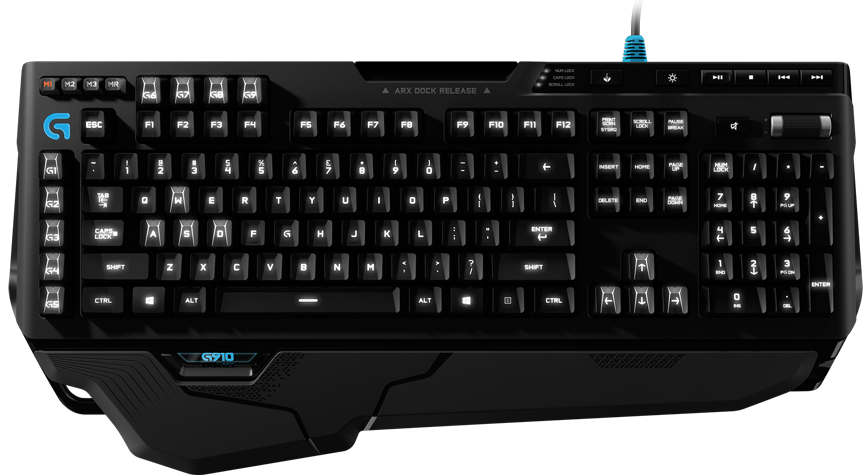 NUM LOCK
CAPS LOCK
SCROLL LOCK
M1 M2 M3 MR G6 G7 G8 G9
ARX DOCK RELEASE
ESC F1 F2 F3 F4 F5 F6 F7 F8 F9 F10 F11 F12 PRINT SCRN SYSRQ SCROLL LOCK PAUSE BREAK
G1 ~ ` ! 1 @ 2 # 3 $ 4 % 5 ^ 6 & 7 * 8 ( 9 ) 0 - + = ← INSERT HOME PAGE UP NUM LOCK / * -
G2 TAB Q W E R T Y U I O P { [ } ] | \ DELETE END PAGE DOWN 7 HOME 8 ↑ 9 PG UP +
G3 CAPS LOCK A S D F G H J K L : ; " ' ENTER 4 ← 5 6 →
G4 SHIFT Z X C V B N M < , > . ? / SHIFT ↑ 1 END 2 ↓ 3 PG DN ENTER
G5 CTRL ALT ALT CTRL ← ↓ → 0 INS . DEL
G910